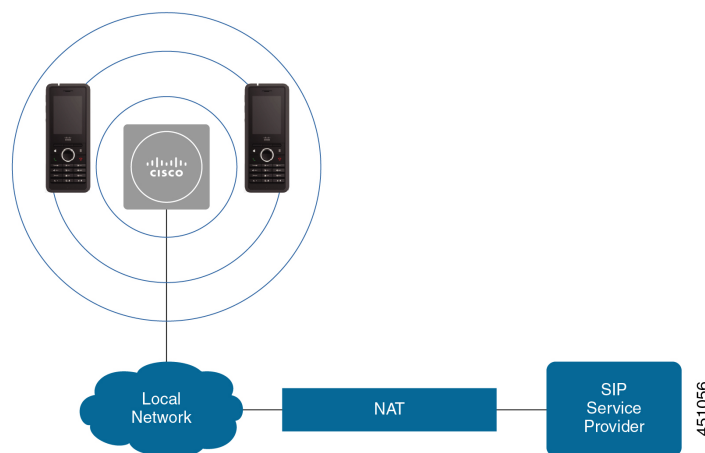 CISCO
Local
Network
NAT
SIP
Service
Provider
451056